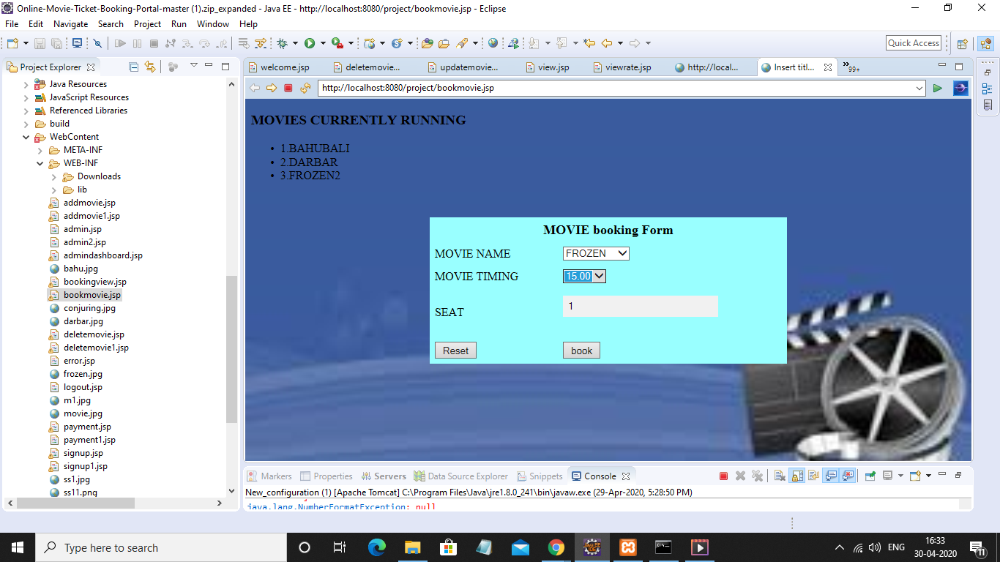 Online-Movie-Ticket-Booking-Portal-master (1).zip_expanded - Java EE - http://localhost:8080/project/bookmovie.jsp - Eclipse
File Edit Navigate Search Project Run Window Help
Quick Access
Project Explorer
Java Resources
JavaScript Resources
Referenced Libraries
build
WebContent
META-INF
WEB-INF
Downloads
lib
addmovie.jsp
addmovie1.jsp
admin.jsp
admin2.jsp
admindashboard.jsp
bahu.jpg
bookingview.jsp
bookmovie.jsp
conjuring.jpg
darbar.jpg
deletemovie.jsp
deletemovie1.jsp
error.jsp
frozen.jpg
logout.jsp
m1.jpg
movie.jpg
payment.jsp
payment1.jsp
signup.jsp
signup1.jsp
ss1.jpg
ss11.png
welcome.jsp deletemovie... updatemovie... view.jsp viewrate.jsp http://local... Insert titl... »99+
http://localhost:8080/project/bookmovie.jsp
MOVIES CURRENTLY RUNNING
• 1.BAHUBALI
• 2.DARBAR
• 3.FROZEN2
MOVIE booking Form
MOVIE NAME FROZEN
MOVIE TIMING 15.00
SEAT 1
Reset book
Markers Properties Servers Data Source Explorer Snippets Console
New_configuration (1) [Apache Tomcat] C:\Program Files\Java\jre1.8.0_241\bin\javaw.exe (29-Apr-2020, 5:28:50 PM)
java.lang.NumberFormatException: null
Type here to search
ENG
16:33
30-04-2020
11